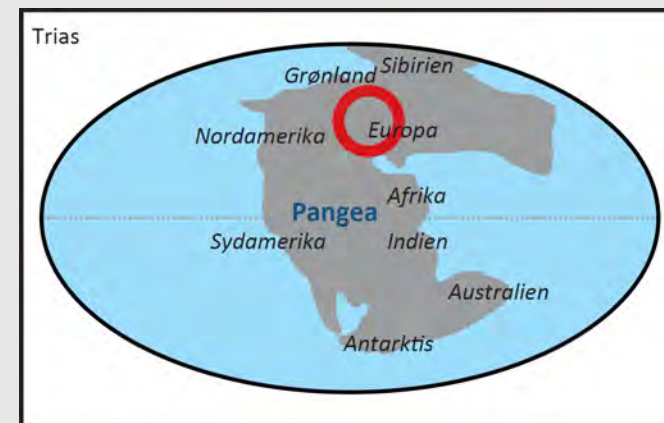 Trias
Sibirien
Grønland
Europa
Nordamerika
Afrika
Pangea
Sydamerika
Indien
Australien
Antarktis